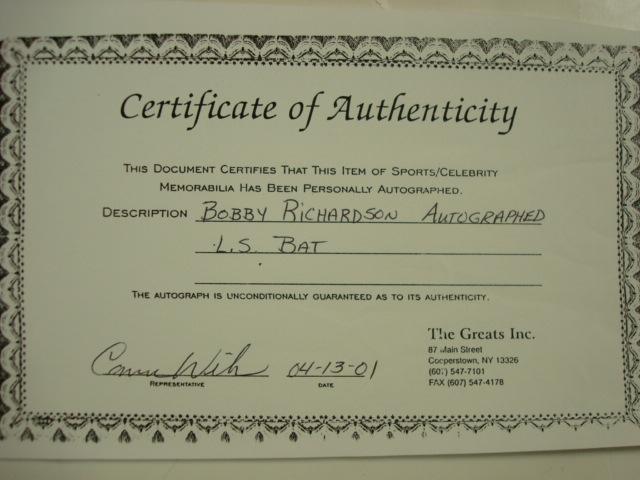 Certificate of Authenticity
THIS DOCUMENT CERTIFIES THAT THIS ITEM OF SPORTS/CELEBRITY
MEMORABILIA HAS BEEN PERSONALLY AUTOGRAPHED.
DESCRIPTION BOBBY RICHARDSON AUTOGRAPHED
L.S. BAT
THE AUTOGRAPH IS UNCONDITIONALLY GUARANTEED AS TO ITS AUTHENTICITY.
04-13-01
REPRESENTATIVE DATE
The Greats Inc.
87 Main Street
Cooperstown, NY 13326
(607) 547-7101
FAX (607) 547-4178